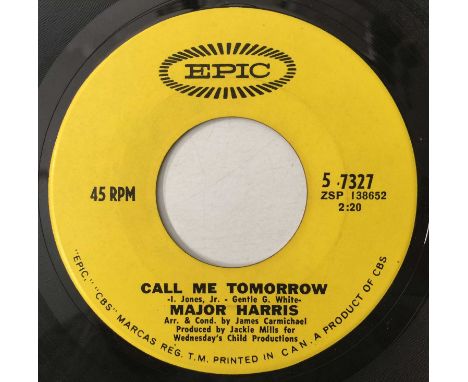 EPIC
45 RPM
5-7327
ZSP 138652
2:20
CALL ME TOMORROW
-I. Jones, Jr. - Gentle G. White-
MAJOR HARRIS
Arr. & Cond. by James Carmichael
Produced by Jackie Mills for
Wednesday's Child Productions
"EPIC," "CBS" MARCAS REG. T.M. PRINTED IN CAN. A PRODUCT OF CBS